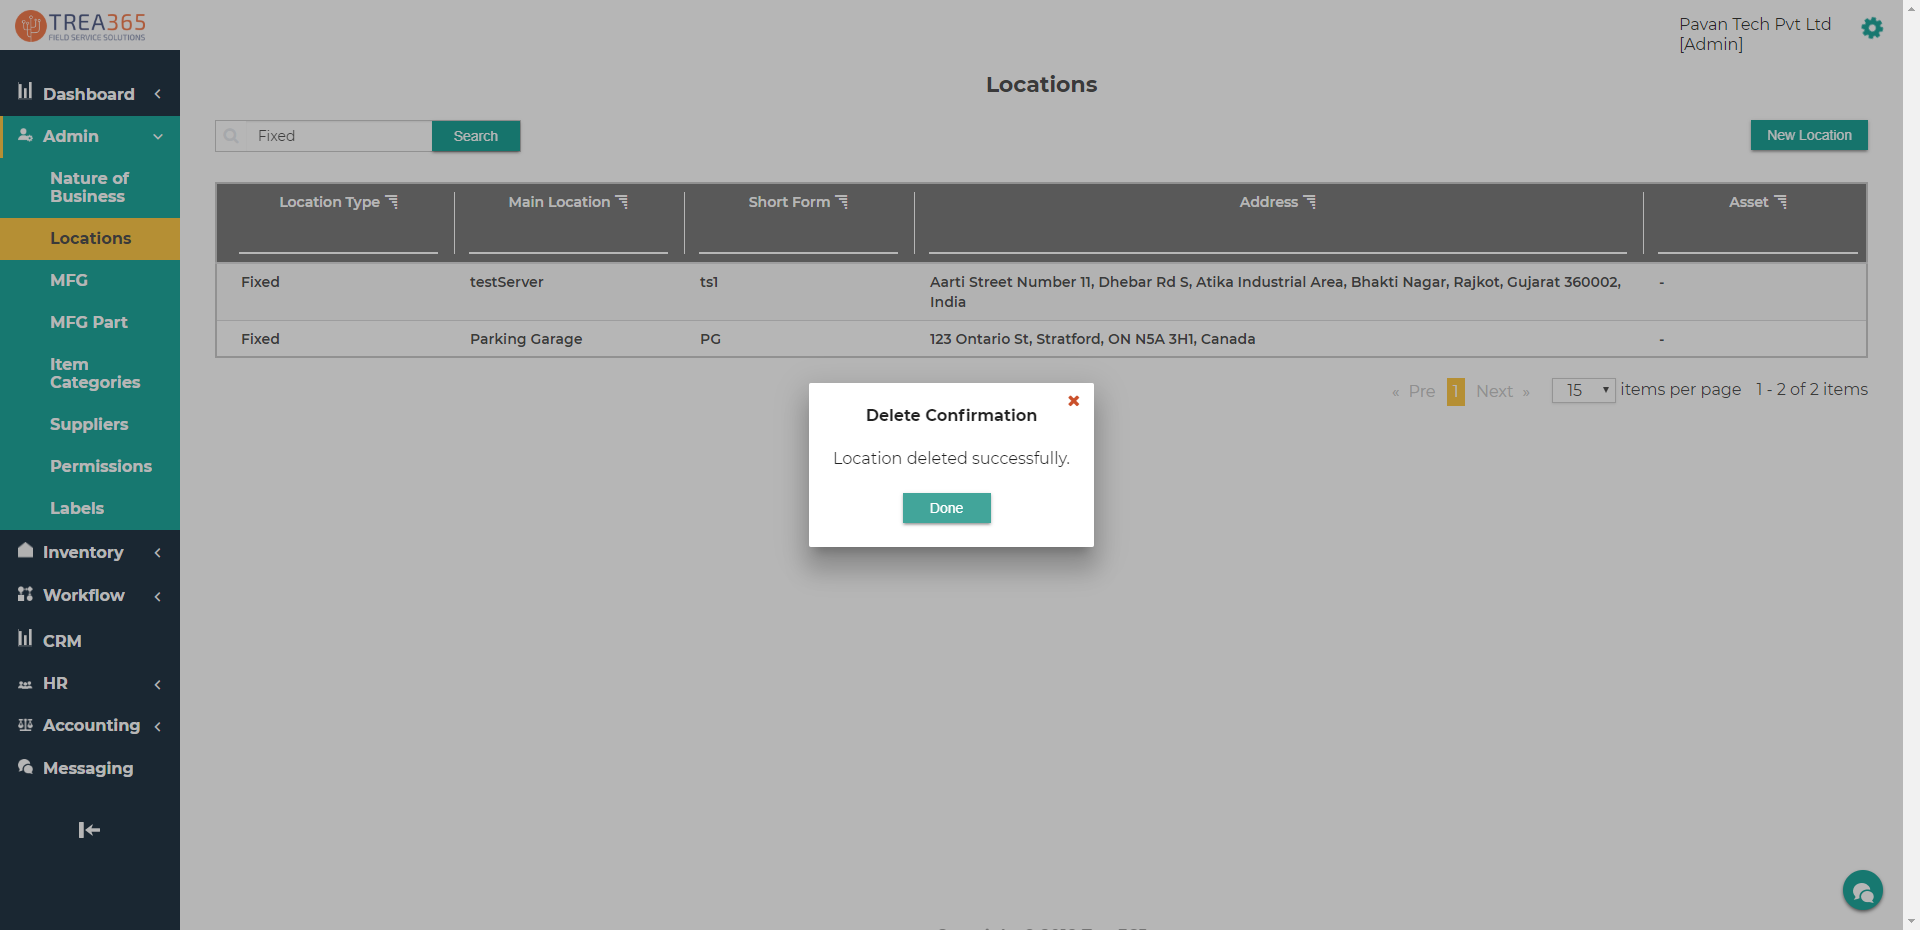 TREA365
FIELD SERVICE SOLUTIONS
Pavan Tech Pvt Ltd
[Admin]
Dashboard
Admin
Nature of
Business
Locations
MFG
MFG Part
Item
Categories
Suppliers
Permissions
Labels
Inventory
Workflow
CRM
HR
Accounting
Messaging
Locations
Fixed Search
New Location
Location Type Main Location Short Form Address Asset
Fixed testServer ts1 Aarti Street Number 11, Dhebar Rd S, Atika Industrial Area, Bhakti Nagar, Rajkot, Gujarat 360002, -
India
Fixed Parking Garage PG 123 Ontario St, Stratford, ON N5A 3H1, Canada -
« Pre 1 Next » 15 items per page 1 - 2 of 2 items
Delete Confirmation
Location deleted successfully.
Done